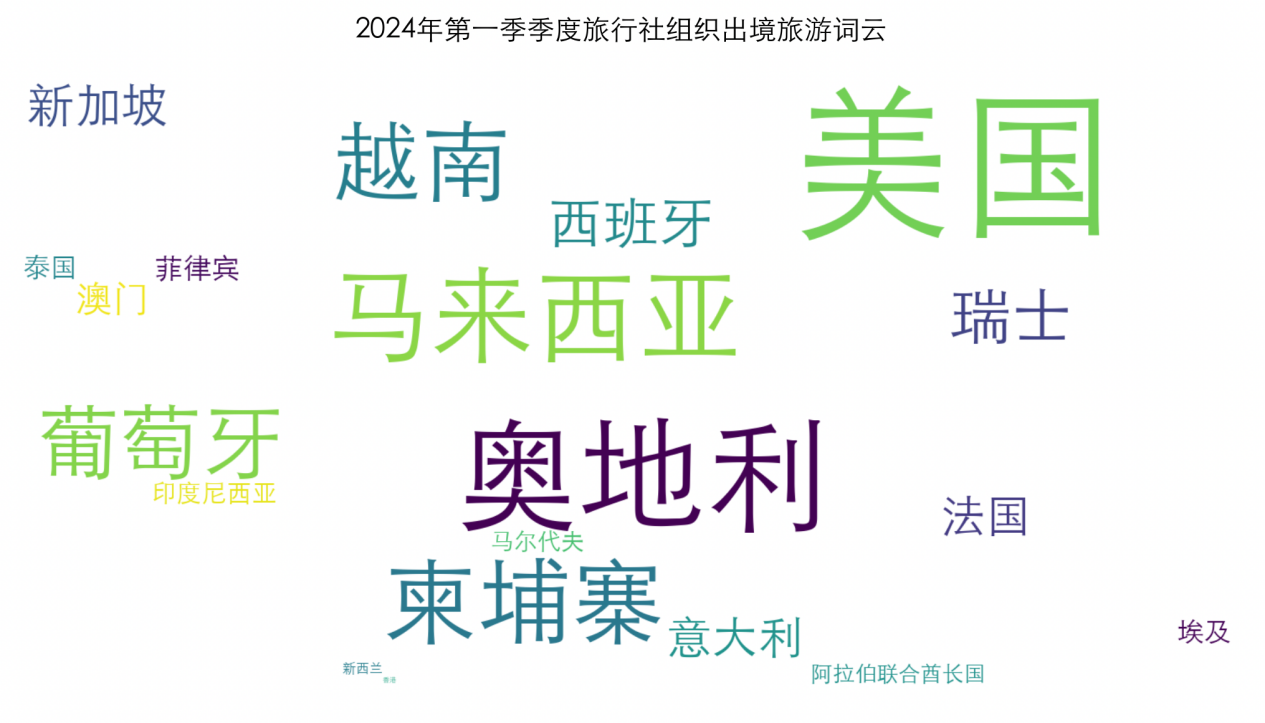 2024年第一季季度旅行社组织出境旅游词云
新加坡
美国
越南
西班牙
泰国
菲律宾
澳门
马来西亚
瑞士
葡萄牙
印度尼西亚
奥地利
法国
马尔代夫
柬埔寨
意大利
埃及
新西兰
阿拉伯联合酋长国
香港